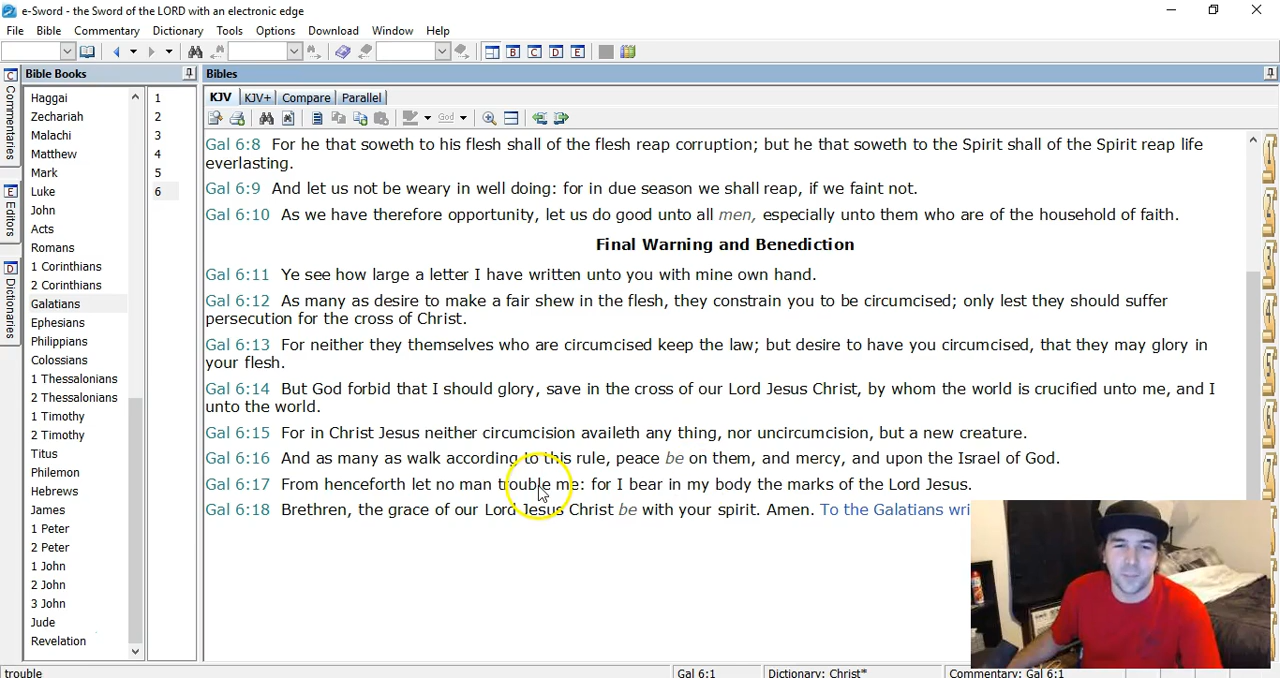 e-Sword - the Sword of the LORD with an electronic edge
File Bible Commentary Dictionary Tools Options Download Window Help
B C D E
C Commentaries
E Editors
D Dictionaries
Bible Books
Haggai
Zechariah
Malachi
Matthew
Mark
Luke
John
Acts
Romans
1 Corinthians
2 Corinthians
Galatians
Ephesians
Philippians
Colossians
1 Thessalonians
2 Thessalonians
1 Timothy
2 Timothy
Titus
Philemon
Hebrews
James
1 Peter
2 Peter
1 John
2 John
3 John
Jude
Revelation
1
2
3
4
5
6
Bibles
KJV KJV+ Compare Parallel
God
Gal 6:8 For he that soweth to his flesh shall of the flesh reap corruption; but he that soweth to the Spirit shall of the Spirit reap life
everlasting.
Gal 6:9 And let us not be weary in well doing: for in due season we shall reap, if we faint not.
Gal 6:10 As we have therefore opportunity, let us do good unto all men, especially unto them who are of the household of faith.
Final Warning and Benediction
Gal 6:11 Ye see how large a letter I have written unto you with mine own hand.
Gal 6:12 As many as desire to make a fair shew in the flesh, they constrain you to be circumcised; only lest they should suffer
persecution for the cross of Christ.
Gal 6:13 For neither they themselves who are circumcised keep the law; but desire to have you circumcised, that they may glory in
your flesh.
Gal 6:14 But God forbid that I should glory, save in the cross of our Lord Jesus Christ, by whom the world is crucified unto me, and I
unto the world.
Gal 6:15 For in Christ Jesus neither circumcision availeth any thing, nor uncircumcision, but a new creature.
Gal 6:16 And as many as walk according to this rule, peace be on them, and mercy, and upon the Israel of God.
Gal 6:17 From henceforth let no man trouble me: for I bear in my body the marks of the Lord Jesus.
Gal 6:18 Brethren, the grace of our Lord Jesus Christ be with your spirit. Amen. To the Galatians wri
trouble
Gal 6:1
Dictionary: Christ*
Commentary: Gal 6:1